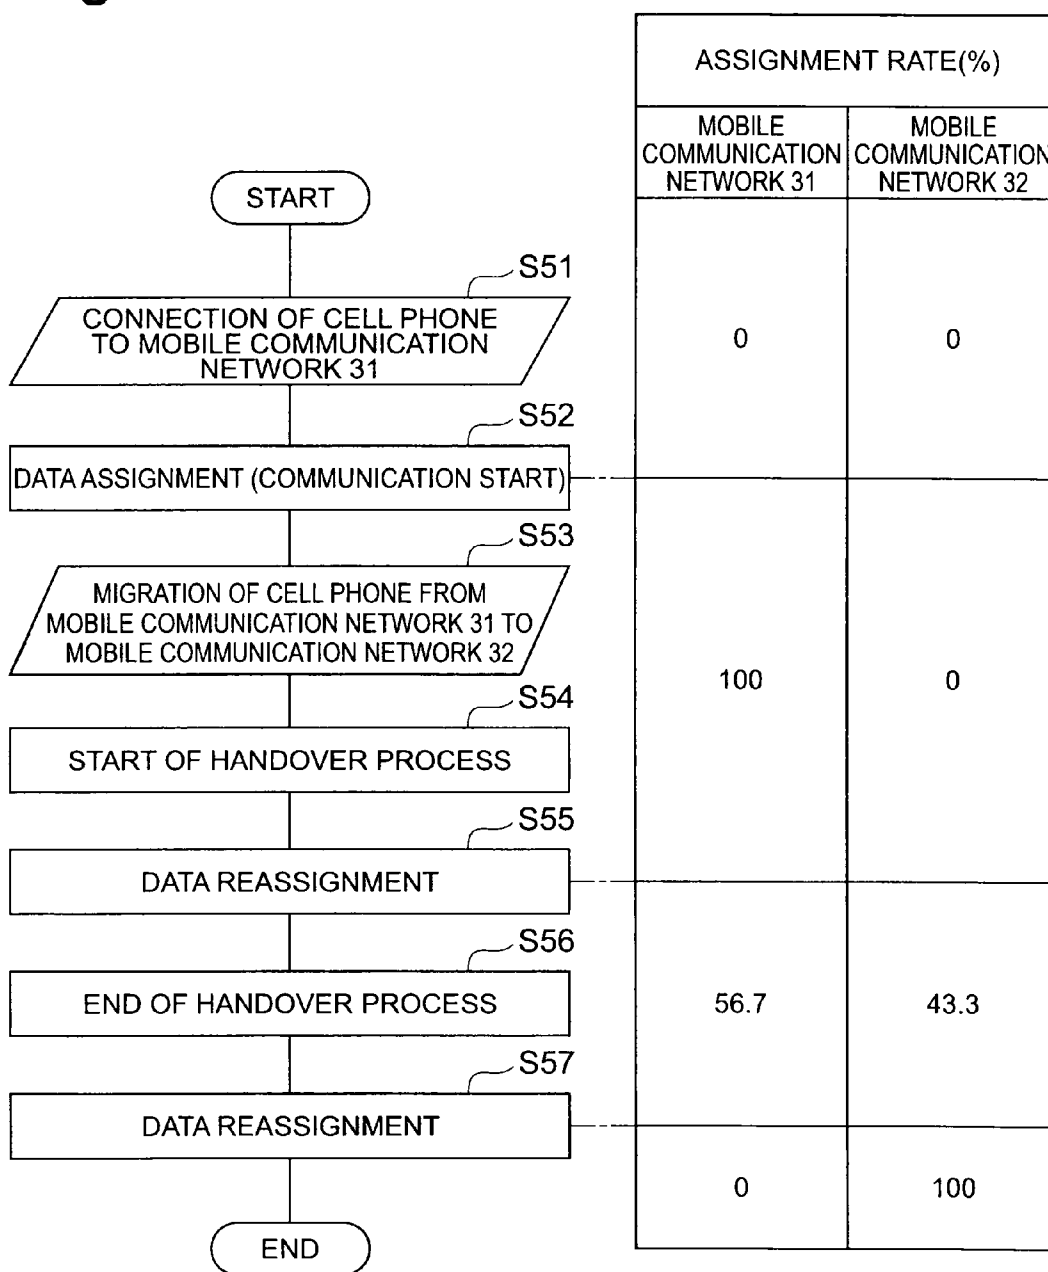 START
S51
CONNECTION OF CELL PHONE
TO MOBILE COMMUNICATION
NETWORK 31
S52
DATA ASSIGNMENT (COMMUNICATION START)
S53
MIGRATION OF CELL PHONE FROM
MOBILE COMMUNICATION NETWORK 31 TO
MOBILE COMMUNICATION NETWORK 32
S54
START OF HANDOVER PROCESS
S55
DATA REASSIGNMENT
S56
END OF HANDOVER PROCESS
S57
DATA REASSIGNMENT
END
ASSIGNMENT RATE(%)
MOBILE
COMMUNICATION
NETWORK 31
MOBILE
COMMUNICATION
NETWORK 32
0 0
100 0
56.7 43.3
0 100